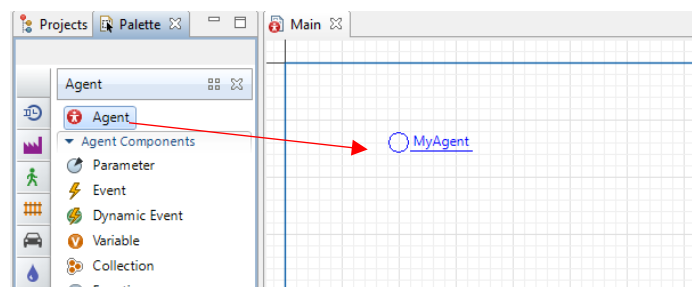 Projects Palette
Main
Agent
Agent
Agent Components
Parameter
Event
Dynamic Event
Variable
Collection
MyAgent